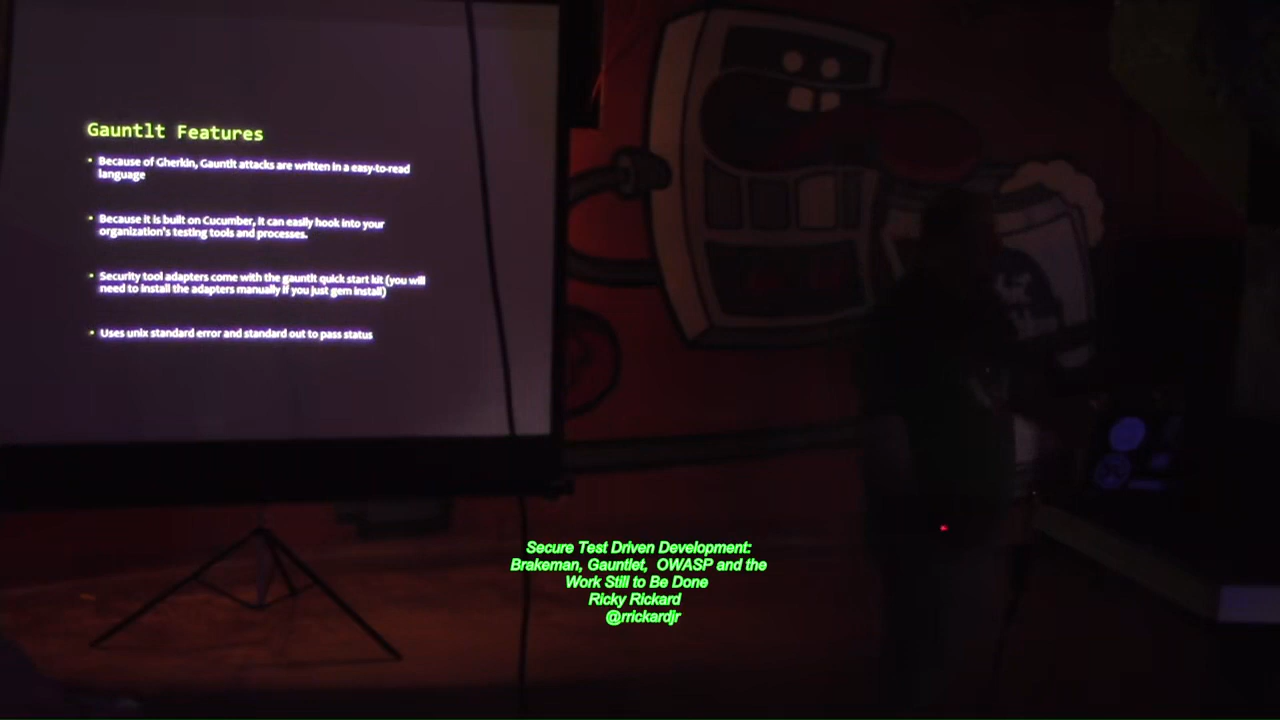 Gauntlt Features
Because of Gherkin, Gauntlt attacks are written in a easy-to-read
language
Because it is built on Cucumber, it can easily hook into your
organization's testing tools and processes.
Security tool adapters come with the gauntlt quick start kit (you will
need to install the adapters manually if you just gem install)
Uses unix standard error and standard out to pass status
Secure Test Driven Development:
Brakeman, Gauntlet, OWASP and the
Work Still to Be Done
Ricky Rickard
@rrickardjr